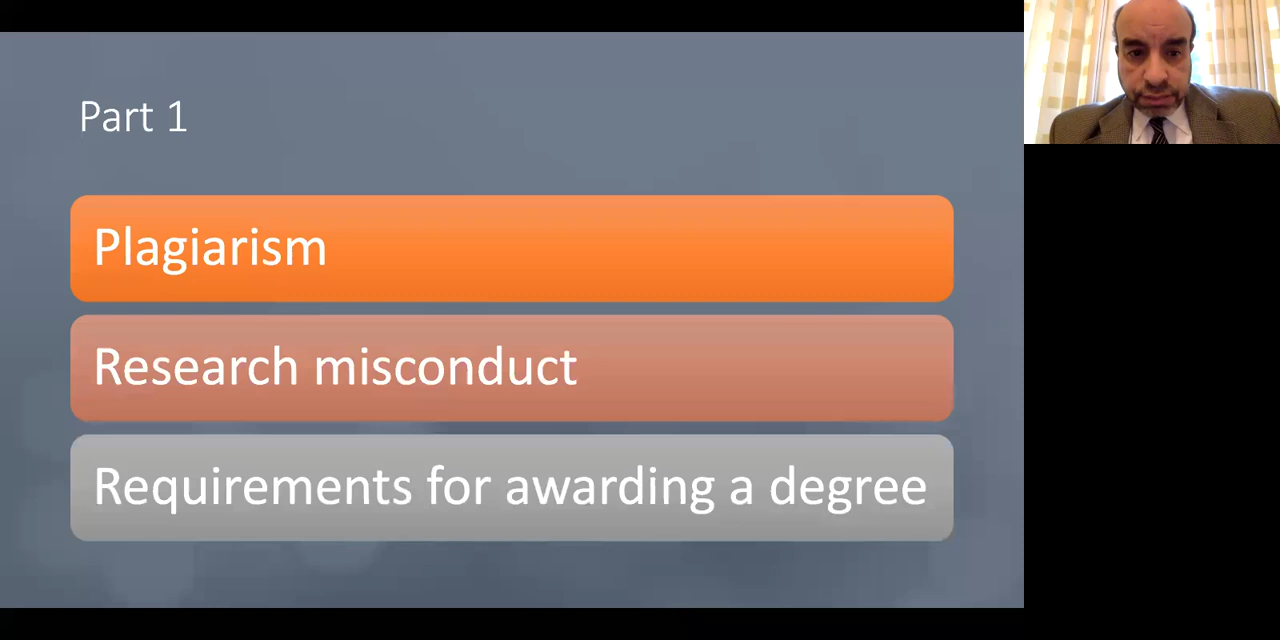 Part 1
Plagiarism
Research misconduct
Requirements for awarding a degree